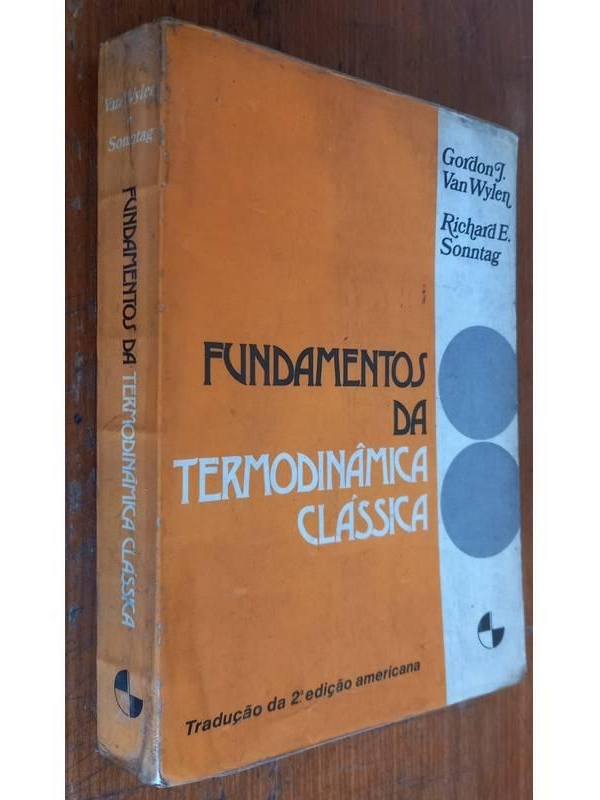 Van Wylen
Sonntag
FUNDAMENTOS DA TERMODINÂMICA CLÁSSICA
Gordon J.
Van Wylen
Richard E.
Sonntag
FUNDAMENTOS
DA
TERMODINÂMICA
CLÁSSICA
Tradução da 2ª edição americana